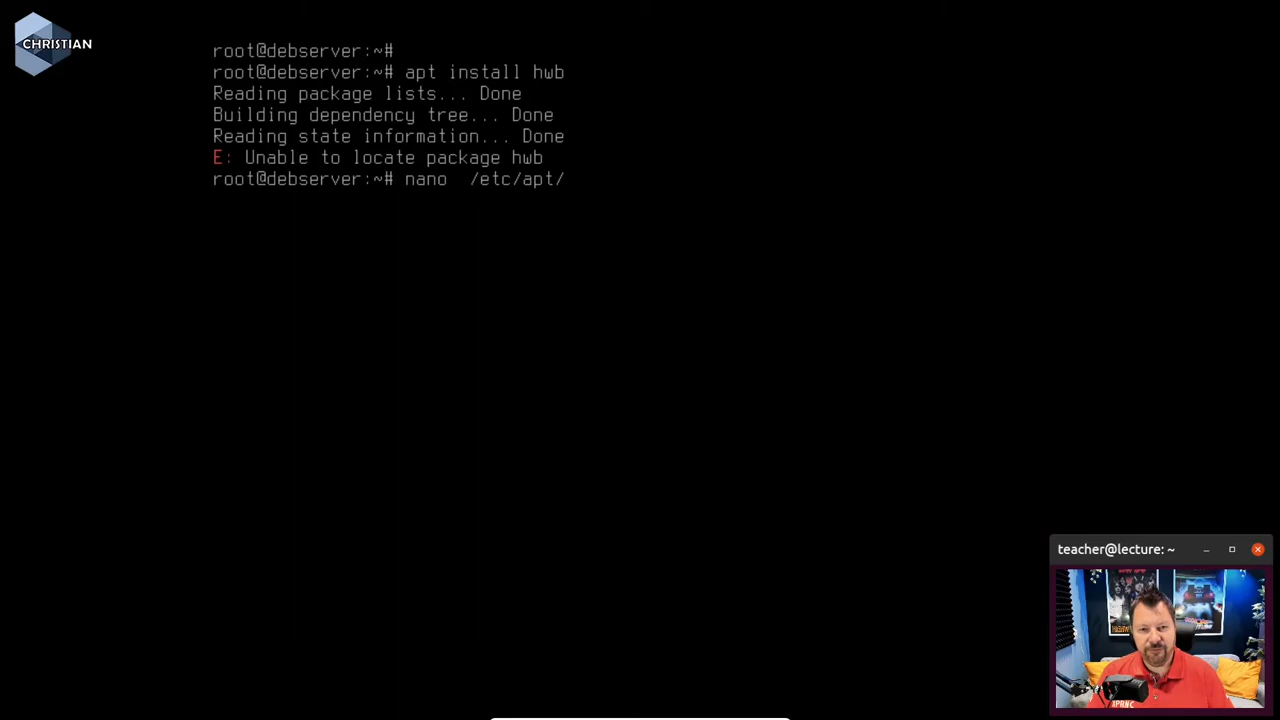 CHRISTIAN
root@debserver:~#
root@debserver:~# apt install hwb
Reading package lists... Done
Building dependency tree... Done
Reading state information... Done
E: Unable to locate package hwb
root@debserver:~# nano  /etc/apt/
teacher@lecture: ~